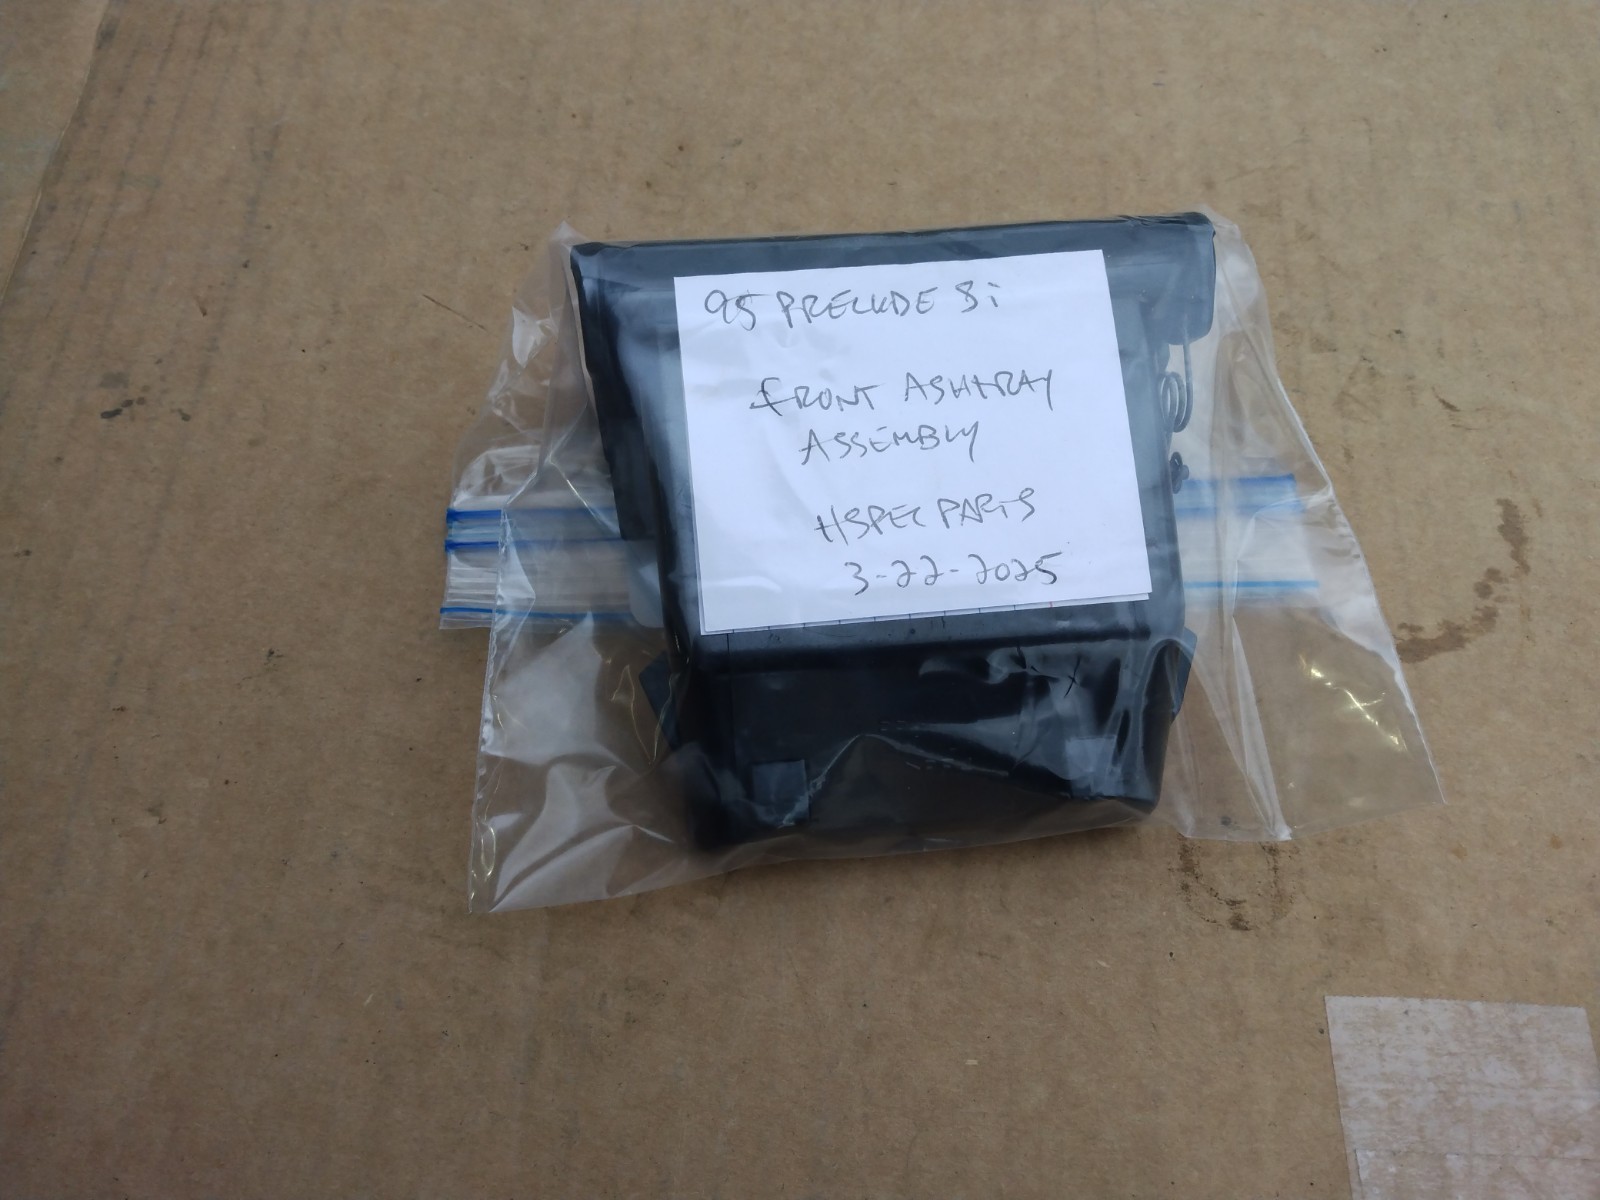 95 PRELUDE Si
FRONT ASHTRAY
ASSEMBLY
HSPEC PARTS
3-22-2025